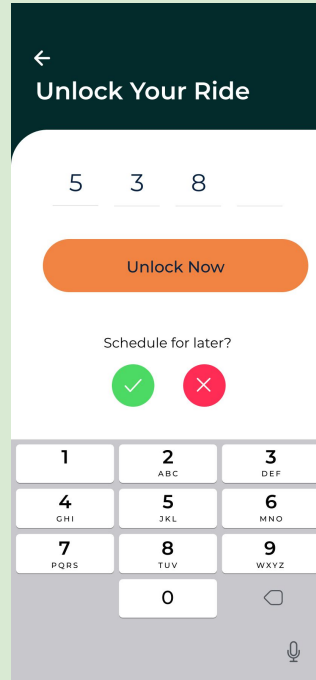 Unlock Your Ride
5 3 8
Unlock Now
Schedule for later?
1 2 3
ABC DEF
4 5 6
GHI JKL MNO
7 8 9
PQRS TUV WXYZ
0